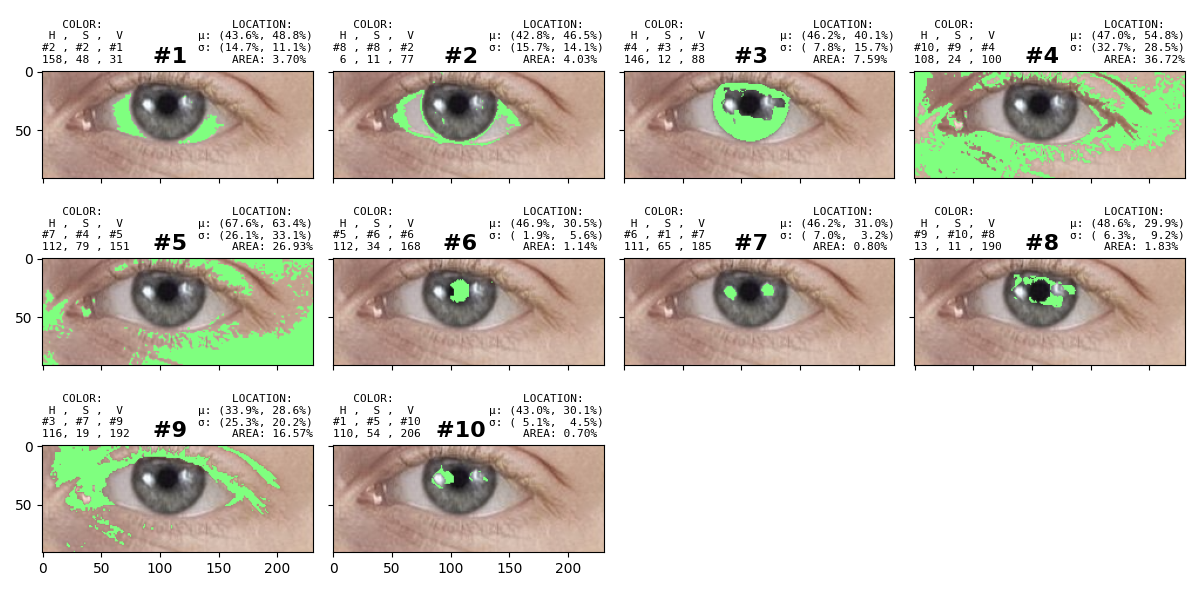 COLOR: LOCATION: COLOR: LOCATION: COLOR: LOCATION: COLOR: LOCATION:
H , S , V μ: (43.6%, 48.8%) H , S , V μ: (42.8%, 46.5%) H , S , V μ: (46.2%, 40.1%) H , S , V μ: (47.0%, 54.8%)
#2 , #2 , #1 σ: (14.7%, 11.1%) #8 , #8 , #2 σ: (15.7%, 14.1%) #4 , #3 , #3 σ: ( 7.8%, 15.7%) #10, #9 , #4 σ: (32.7%, 28.5%)
158, 48 , 31 #1 AREA: 3.70% 6 , 11 , 77 #2 AREA: 4.03% 146, 12 , 88 #3 AREA: 7.59% 108, 24 , 100 #4 AREA: 36.72%
0
50
COLOR: LOCATION: COLOR: LOCATION: COLOR: LOCATION: COLOR: LOCATION:
H , S , V μ: (67.6%, 63.4%) H , S , V μ: (46.9%, 30.5%) H , S , V μ: (46.2%, 31.0%) H , S , V μ: (48.6%, 29.9%)
#7 , #4 , #5 σ: (26.1%, 33.1%) #5 , #6 , #6 σ: ( 1.9%, 5.6%) #6 , #1 , #7 σ: ( 7.0%, 3.2%) #9 , #10, #8 σ: ( 6.3%, 9.2%)
112, 79 , 151 #5 AREA: 26.93% 112, 34 , 168 #6 AREA: 1.14% 111, 65 , 185 #7 AREA: 0.80% 13 , 11 , 190 #8 AREA: 1.83%
0
50
COLOR: LOCATION: COLOR: LOCATION:
H , S , V μ: (33.9%, 28.6%) H , S , V μ: (43.0%, 30.1%)
#3 , #7 , #9 σ: (25.3%, 20.2%) #1 , #5 , #10 σ: ( 5.1%, 4.5%)
116, 19 , 192 #9 AREA: 16.57% 110, 54 , 206 #10 AREA: 0.70%
0
50
0 50 100 150 200 0 50 100 150 200